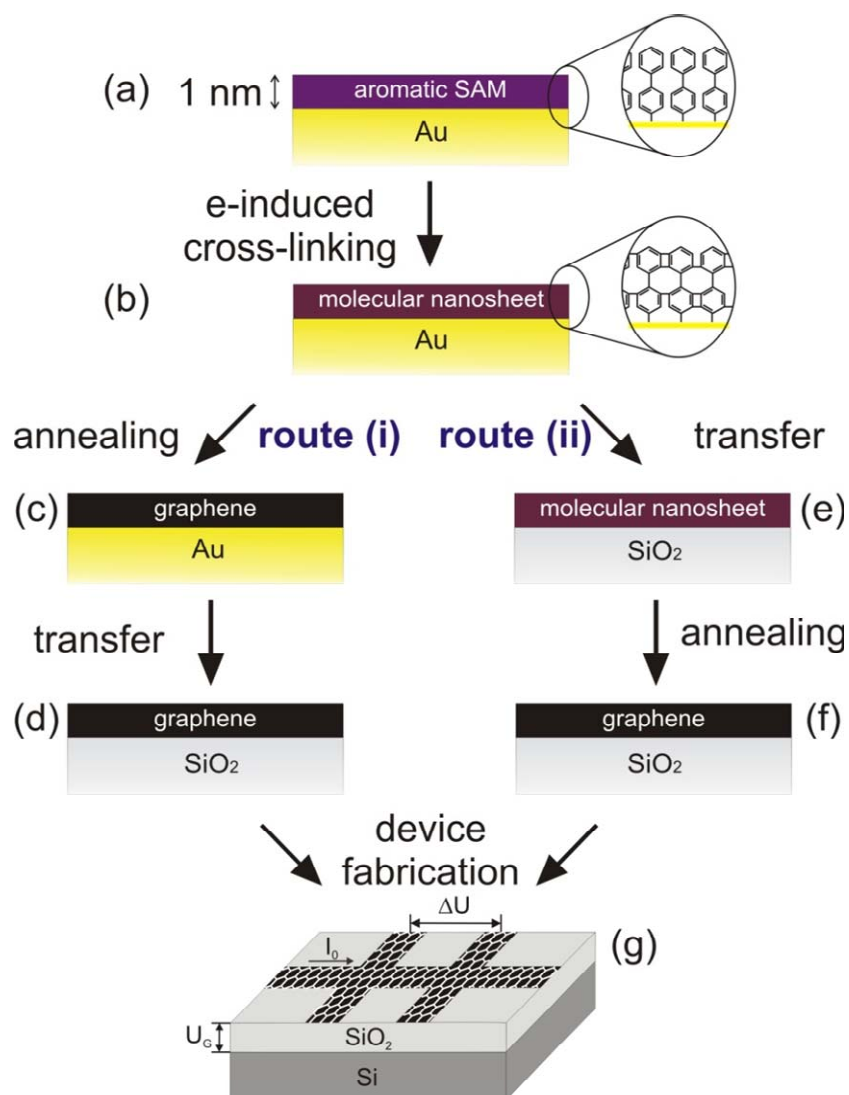 (a)
1 nm
aromatic SAM
Au
e-induced
cross-linking
(b)
molecular nanosheet
Au
annealing
route (i)
route (ii)
transfer
(c)
graphene
Au
molecular nanosheet
(e)
SiO₂
transfer
annealing
(d)
graphene
SiO₂
graphene
(f)
SiO₂
device
fabrication
ΔU
(g)
I₀
U_G
SiO₂
Si